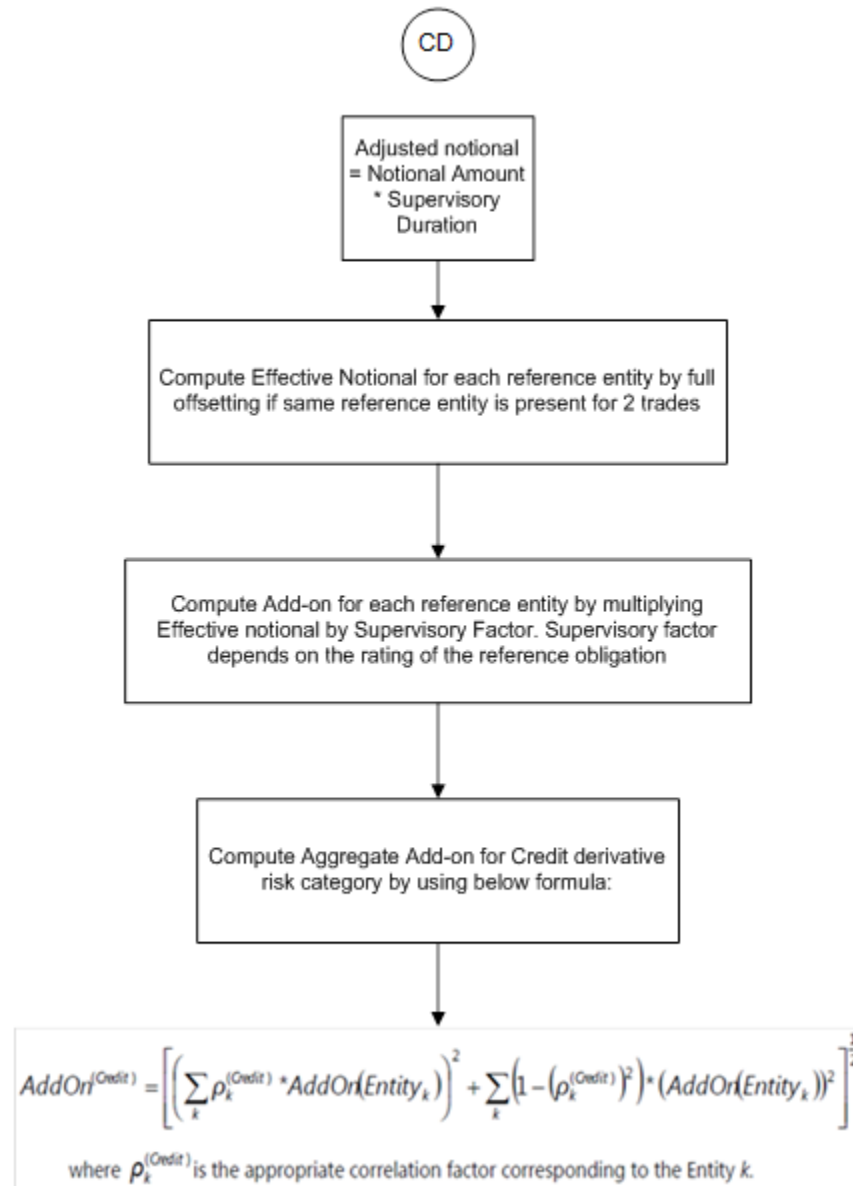 CD
Adjusted notional
= Notional Amount
* Supervisory
Duration
Compute Effective Notional for each reference entity by full
offsetting if same reference entity is present for 2 trades
Compute Add-on for each reference entity by multiplying
Effective notional by Supervisory Factor. Supervisory factor
depends on the rating of the reference obligation
Compute Aggregate Add-on for Credit derivative
risk category by using below formula:
AddOn^(Credit) = [(∑_k ρ_k^(Credit) * AddOn(Entity_k))^2 + ∑_k (1 − (ρ_k^(Credit))^2) * (AddOn(Entity_k))^2]^(1/2)
where ρ_k^(Credit) is the appropriate correlation factor corresponding to the Entity k.